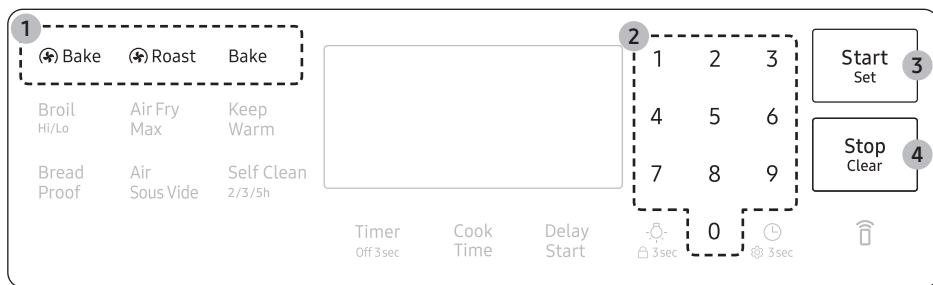 1
Bake Roast Bake
Broil
Hi/Lo
Air Fry
Max
Keep
Warm
Bread
Proof
Air
Sous Vide
Self Clean
2/3/5h
Timer
Off 3 sec
Cook
Time
Delay
Start
2
1 2 3
4 5 6
7 8 9
0
3 sec
3 sec
Start
Set
3
Stop
Clear
4